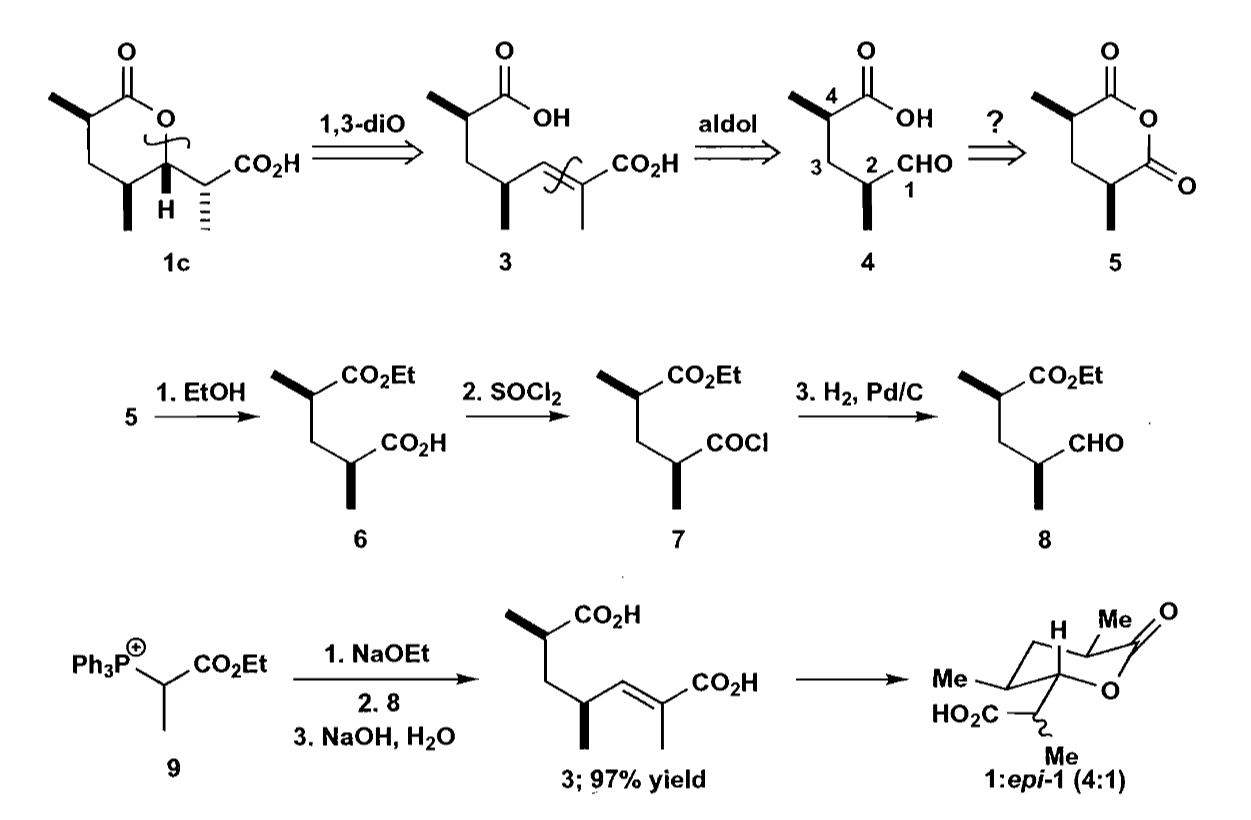 O
O
CO₂H
H
1c
1,3-diO
O
OH
CO₂H
3
aldol
O
4
OH
3
2
CHO
1
4
?
O
O
O
5
5
1. EtOH
CO₂Et
CO₂H
6
2. SOCl₂
CO₂Et
COCl
7
3. H₂, Pd/C
CO₂Et
CHO
8
Ph₃P⊕
CO₂Et
9
1. NaOEt
2. 8
3. NaOH, H₂O
CO₂H
CO₂H
3; 97% yield
Me
O
H
Me
O
HO₂C
Me
1:epi-1 (4:1)